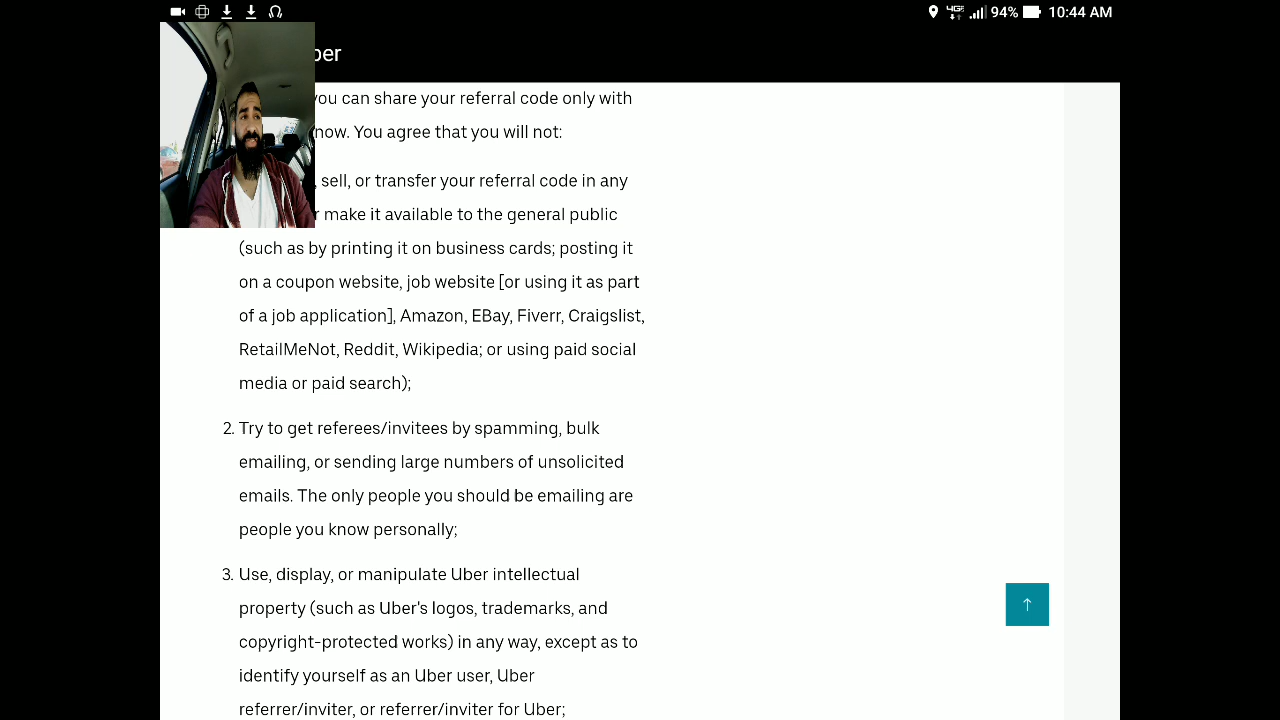 4G
94%
10:44 AM
ber
you can share your referral code only with
now. You agree that you will not:
, sell, or transfer your referral code in any
r make it available to the general public
(such as by printing it on business cards; posting it
on a coupon website, job website [or using it as part
of a job application], Amazon, EBay, Fiverr, Craigslist,
RetailMeNot, Reddit, Wikipedia; or using paid social
media or paid search);
2. Try to get referees/invitees by spamming, bulk
emailing, or sending large numbers of unsolicited
emails. The only people you should be emailing are
people you know personally;
3. Use, display, or manipulate Uber intellectual
property (such as Uber's logos, trademarks, and
copyright-protected works) in any way, except as to
identify yourself as an Uber user, Uber
referrer/inviter, or referrer/inviter for Uber;